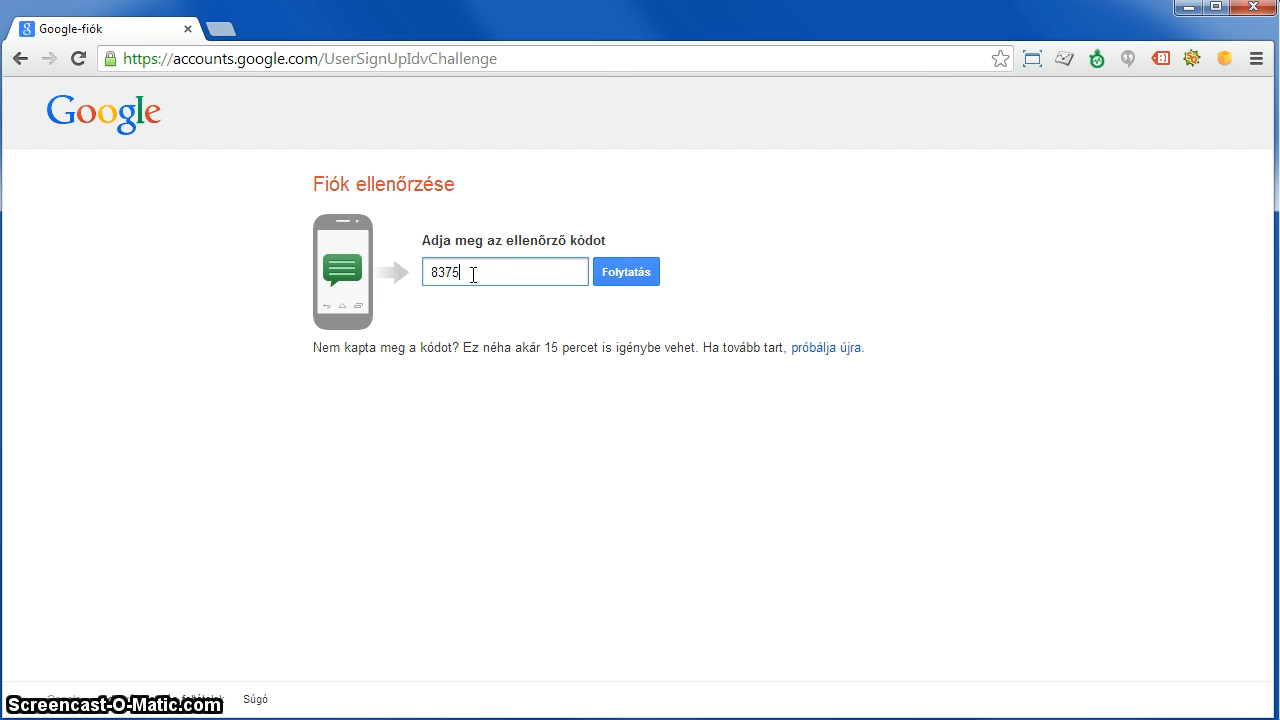 Google-fiók
https://accounts.google.com/UserSignUpIdvChallenge
Google
Fiók ellenőrzése
Adja meg az ellenőrző kódot
8375
Folytatás
Nem kapta meg a kódot? Ez néha akár 15 percet is igénybe vehet. Ha tovább tart, próbálja újra.
Súgó
Screencast-O-Matic.com